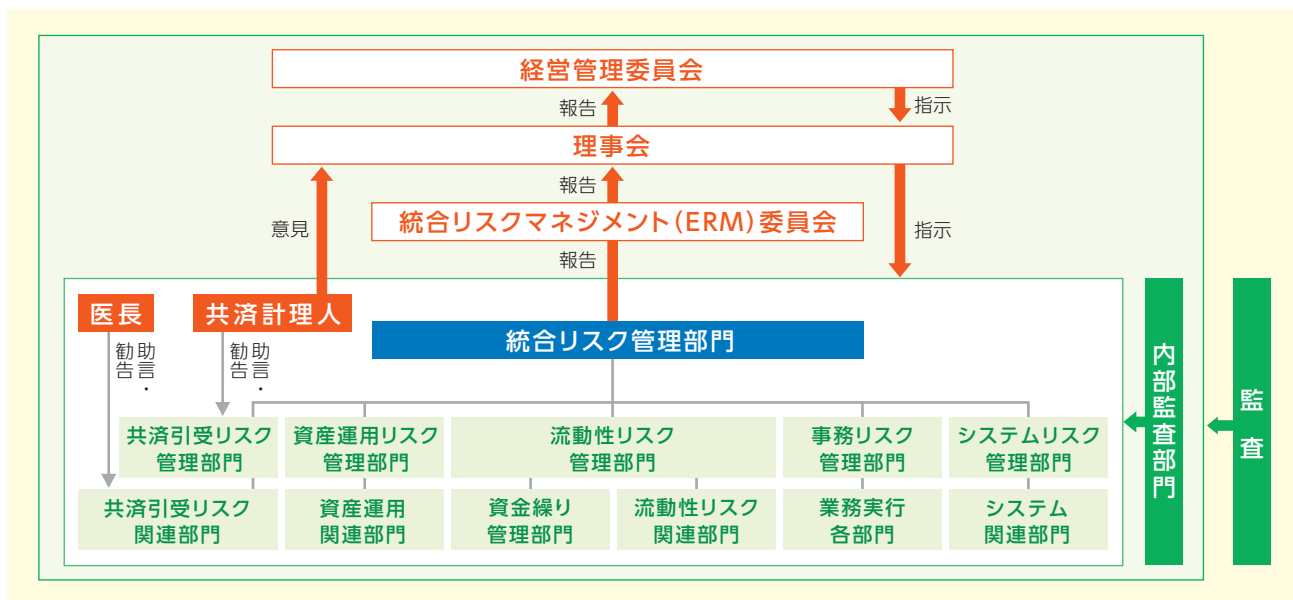 経営管理委員会
報告
指示
理事会
報告
意見
統合リスクマネジメント（ERM）委員会
指示
報告
医長
共済計理人
統合リスク管理部門
助言・
勧告
助言・
勧告
共済引受リスク
管理部門
資産運用リスク
管理部門
流動性リスク
管理部門
事務リスク
管理部門
システムリスク
管理部門
共済引受リスク
関連部門
資産運用
関連部門
資金繰り
管理部門
流動性リスク
関連部門
業務実行
各部門
システム
関連部門
内部監査部門
監査